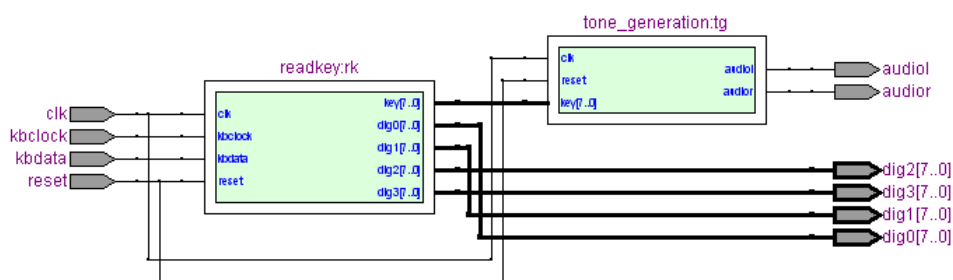 tone_generation:tg
clk
reset
key[7..0]
audiol
audior
audiol
audior
readkey:rk
clk
kbclock
kbdata
reset
clk
kbclock
kbdata
reset
key[7..0]
dig0[7..0]
dig1[7..0]
dig2[7..0]
dig3[7..0]
dig2[7..0]
dig3[7..0]
dig1[7..0]
dig0[7..0]